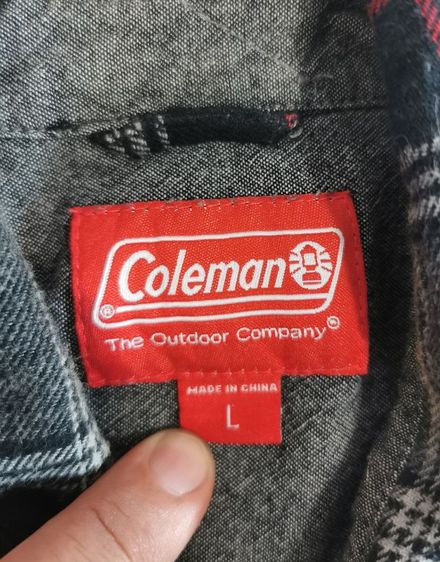 Coleman
®
The Outdoor Company®
MADE IN CHINA
L